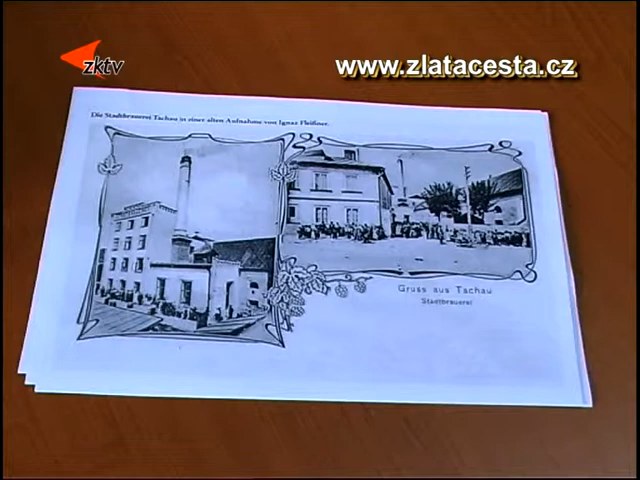 zktv
www.zlatacesta.cz
Die Stadtbrauerei Tachau in einer alten Aufnahme von Ignaz Fleißner.
Gruss aus Tachau
Stadtbrauerei